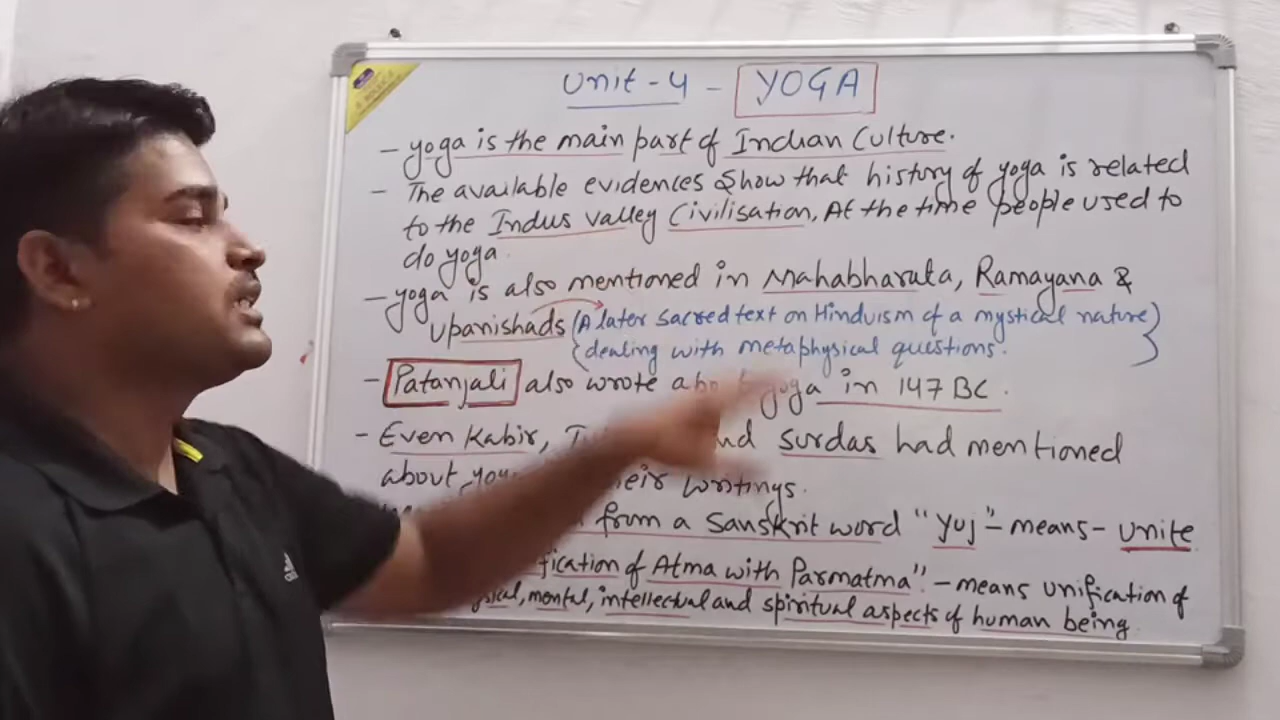 Unit-4 - YOGA
- yoga is the main part of Indian Culture.
- The available evidences show that history of yoga is related
to the Indus valley Civilisation. At the time people used to
do yoga.
- yoga is also mentioned in Mahabharata, Ramayana &
Upanishads (A later sacred text on Hinduism of a mystical nature)
(dealing with metaphysical questions.
- Patanjali also wrote yoga in 147 BC.
- Even Kabir, Surdas had mentioned
about writings.
from a Sanskrit word "Yuj" - means - unite
of Atma with Parmatma". - means unification of
mental, intellectual and spiritual aspects of human being.